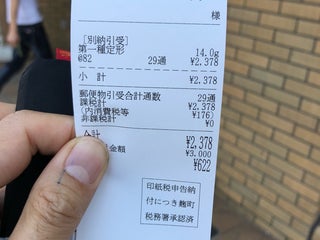 様
[別納引受]
第一種定形 14.0g
@82 29通 ¥2,378
小 計 ¥2,378
郵便物引受合計通数 29通
課税計 ¥2,378
(内消費税等 ¥176)
非課税計 ¥0
合計 ¥2,378
金額 ¥3,000
¥622
印紙税申告納
付につき麹町
税務署承認済